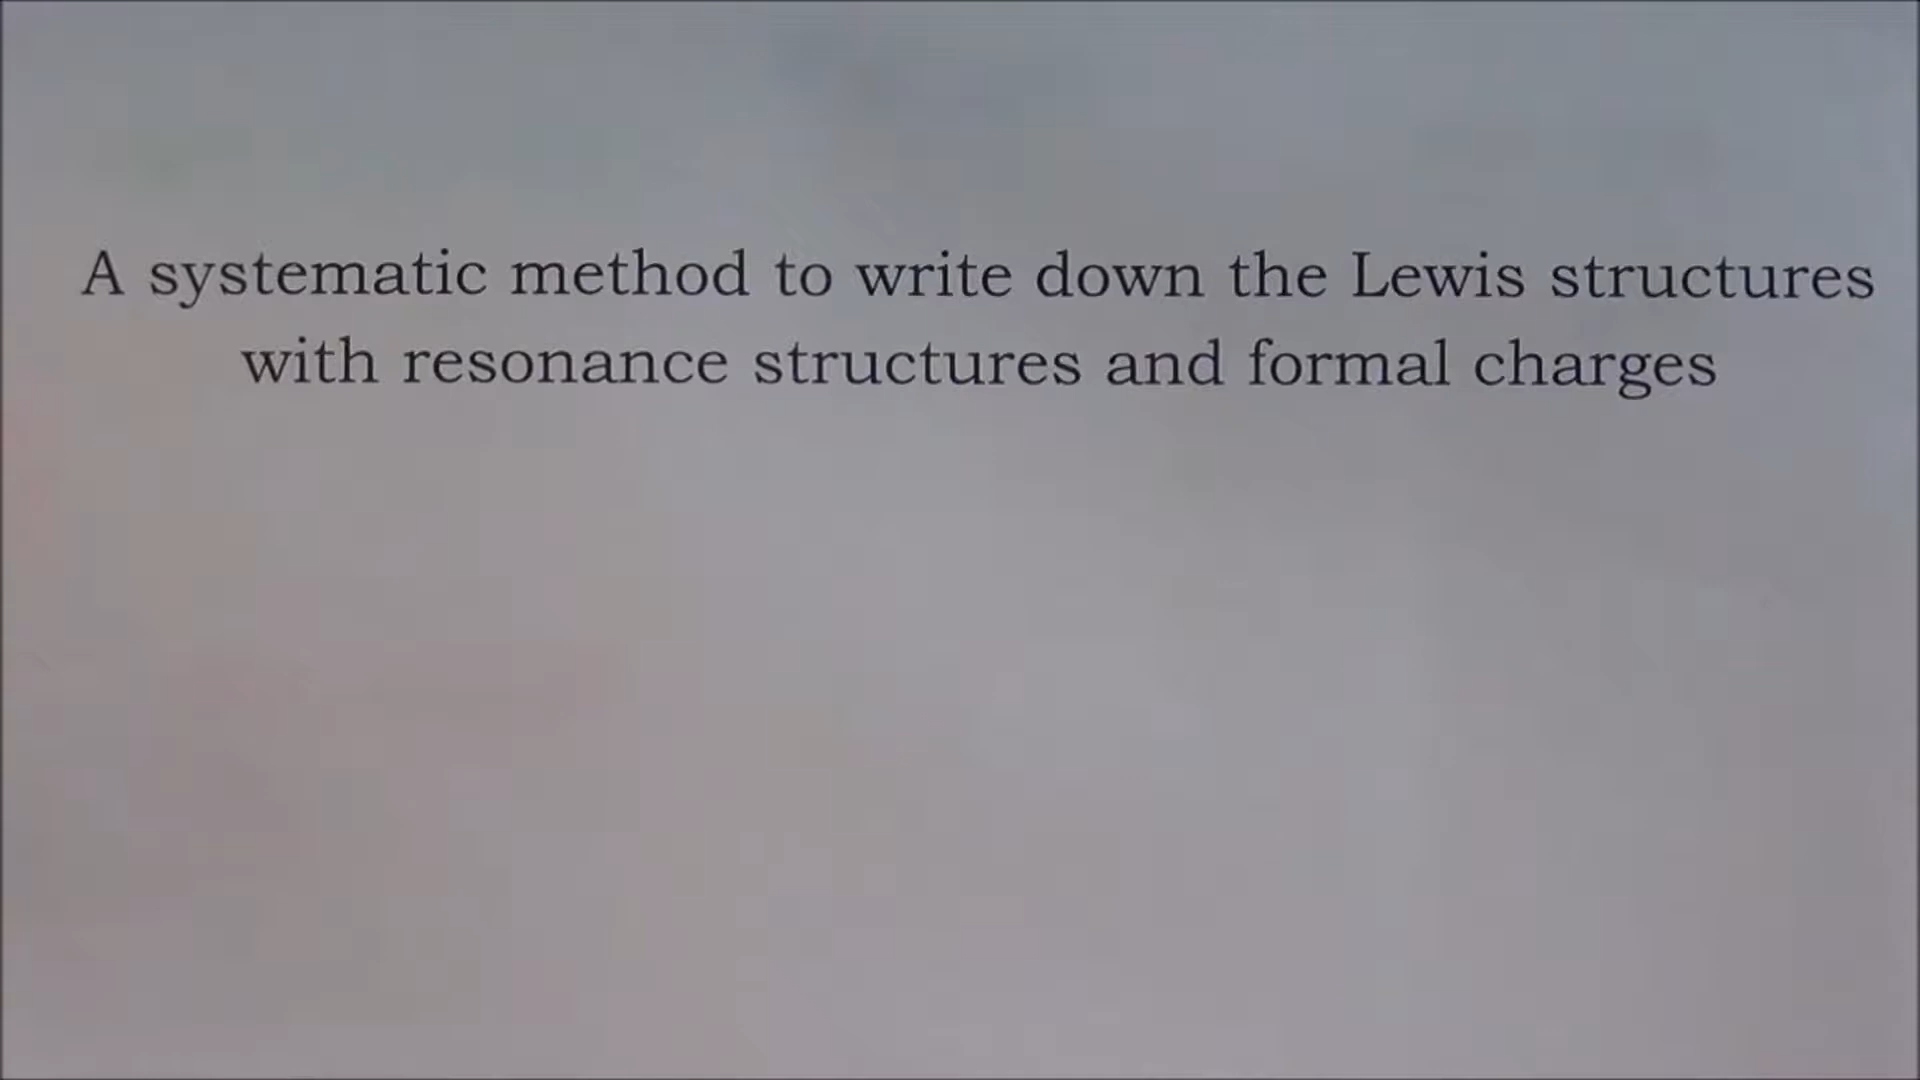 A systematic method to write down the Lewis structures
with resonance structures and formal charges